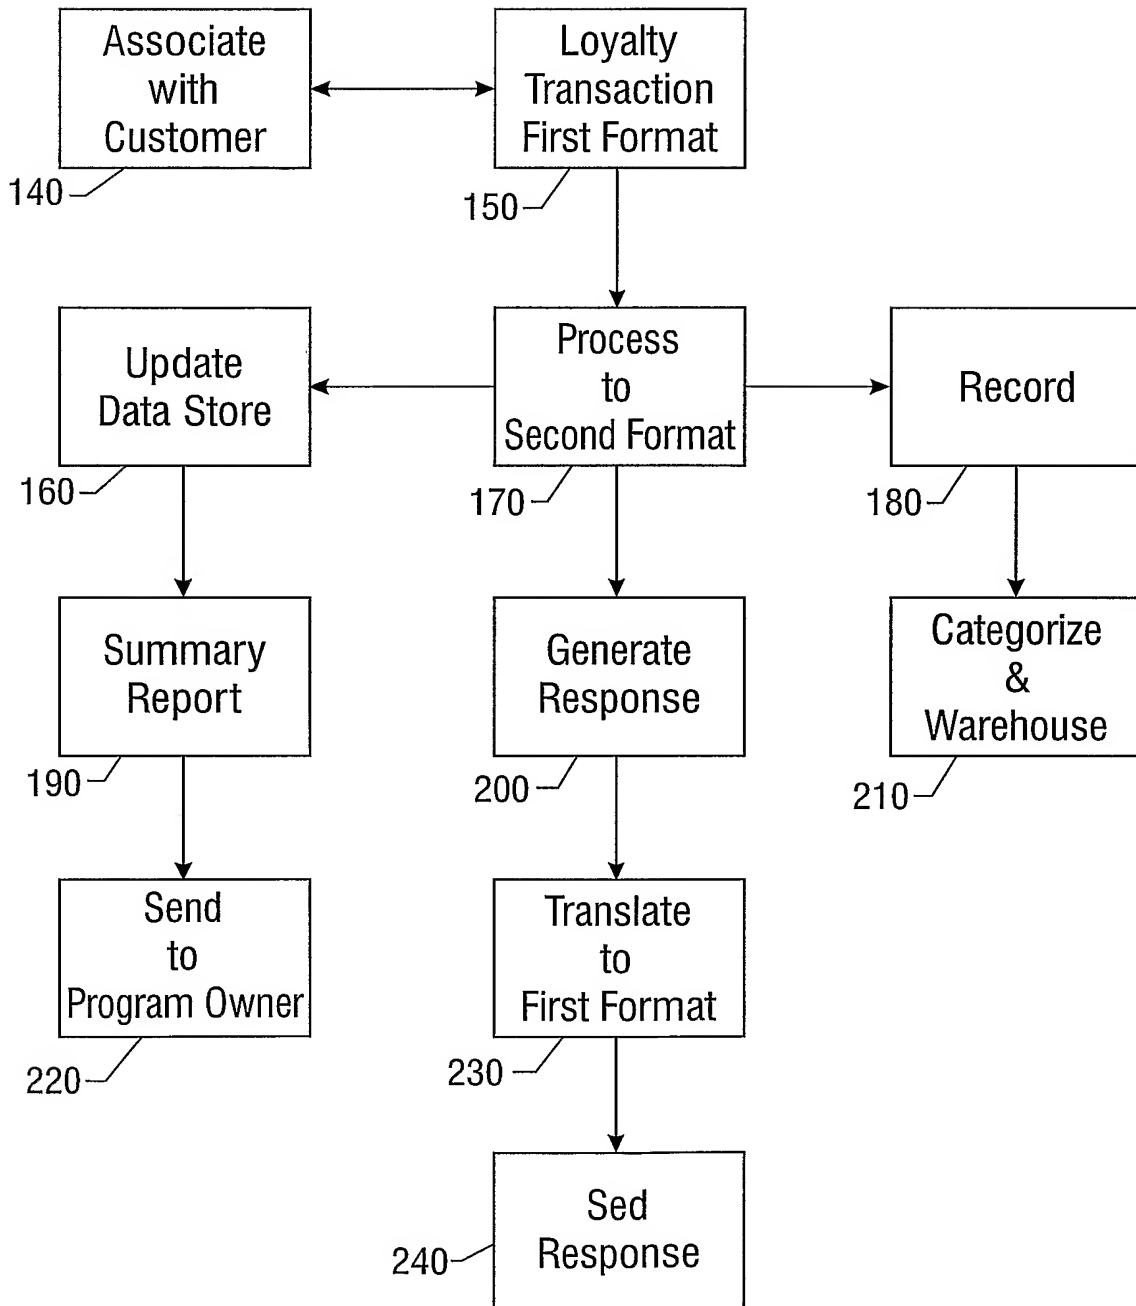 Associate
with
Customer
140
Loyalty
Transaction
First Format
150
Update
Data Store
160
Process
to
Second Format
170
Record
180
Summary
Report
190
Generate
Response
200
Categorize
&
Warehouse
210
Send
to
Program Owner
220
Translate
to
First Format
230
Sed
Response
240